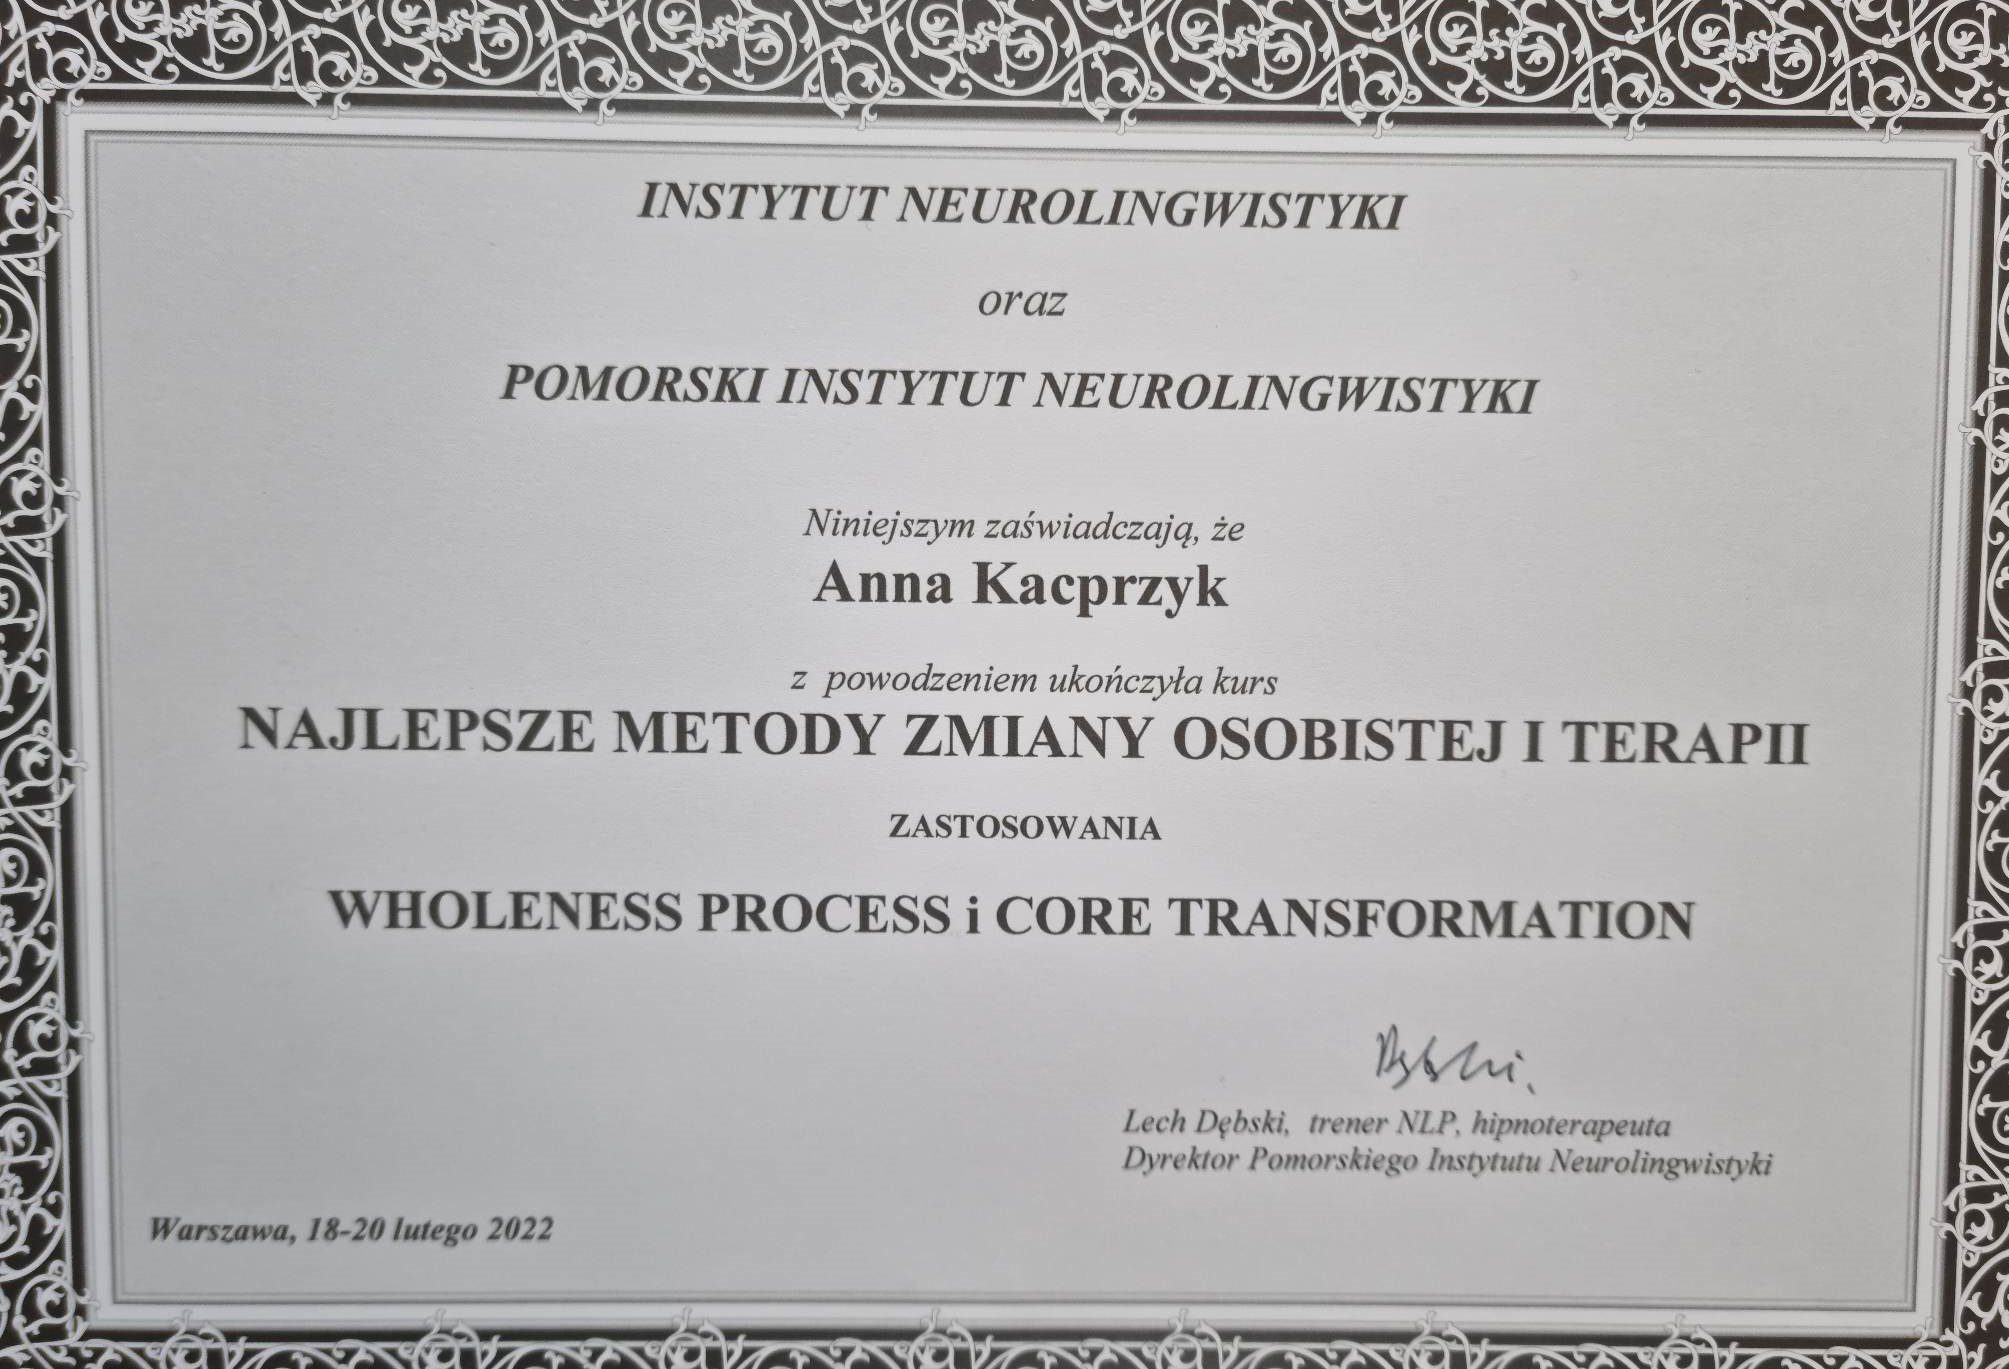 INSTYTUT NEUROLINGWISTYKI
oraz
POMORSKI INSTYTUT NEUROLINGWISTYKI
Niniejszym zaświadczają, że
Anna Kacprzyk
z powodzeniem ukończyła kurs
NAJLEPSZE METODY ZMIANY OSOBISTEJ I TERAPII
ZASTOSOWANIA
WHOLENESS PROCESS i CORE TRANSFORMATION
Dębski
Lech Dębski, trener NLP, hipnoterapeuta
Dyrektor Pomorskiego Instytutu Neurolingwistyki
Warszawa, 18-20 lutego 2022